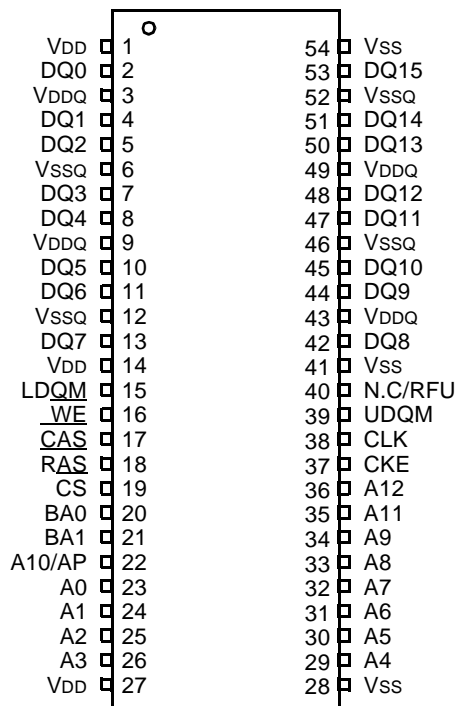 VDD 1 54 VSS
DQ0 2 53 DQ15
VDDQ 3 52 VSSQ
DQ1 4 51 DQ14
DQ2 5 50 DQ13
VSSQ 6 49 VDDQ
DQ3 7 48 DQ12
DQ4 8 47 DQ11
VDDQ 9 46 VSSQ
DQ5 10 45 DQ10
DQ6 11 44 DQ9
VSSQ 12 43 VDDQ
DQ7 13 42 DQ8
VDD 14 41 VSS
LDQM 15 40 N.C/RFU
WE 16 39 UDQM
CAS 17 38 CLK
RAS 18 37 CKE
CS 19 36 A12
BA0 20 35 A11
BA1 21 34 A9
A10/AP 22 33 A8
A0 23 32 A7
A1 24 31 A6
A2 25 30 A5
A3 26 29 A4
VDD 27 28 VSS